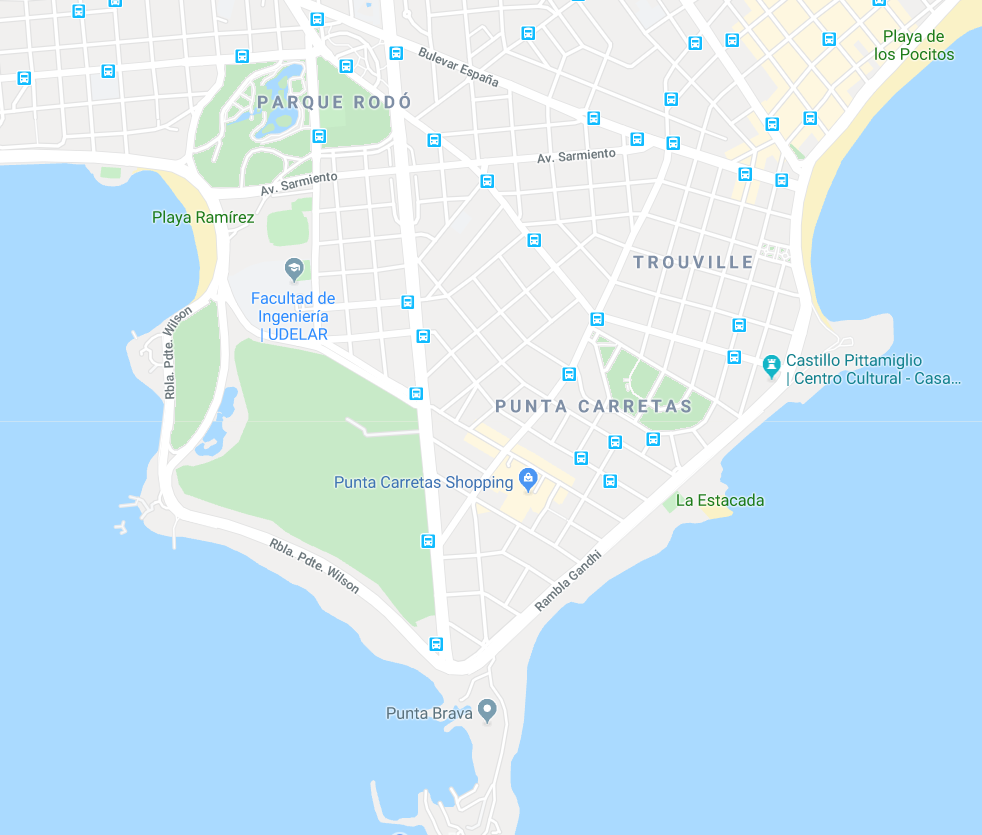 Playa de
los Pocitos
Bulevar España
PARQUE RODÓ
Av. Sarmiento
Av. Sarmiento
Playa Ramírez
TROUVILLE
Facultad de
Ingeniería
| UDELAR
Rbla. Pdte. Wilson
Castillo Pittamiglio
| Centro Cultural - Casa...
PUNTA CARRETAS
Punta Carretas Shopping
La Estacada
Rbla. Pdte. Wilson
Rambla Gandhi
Punta Brava